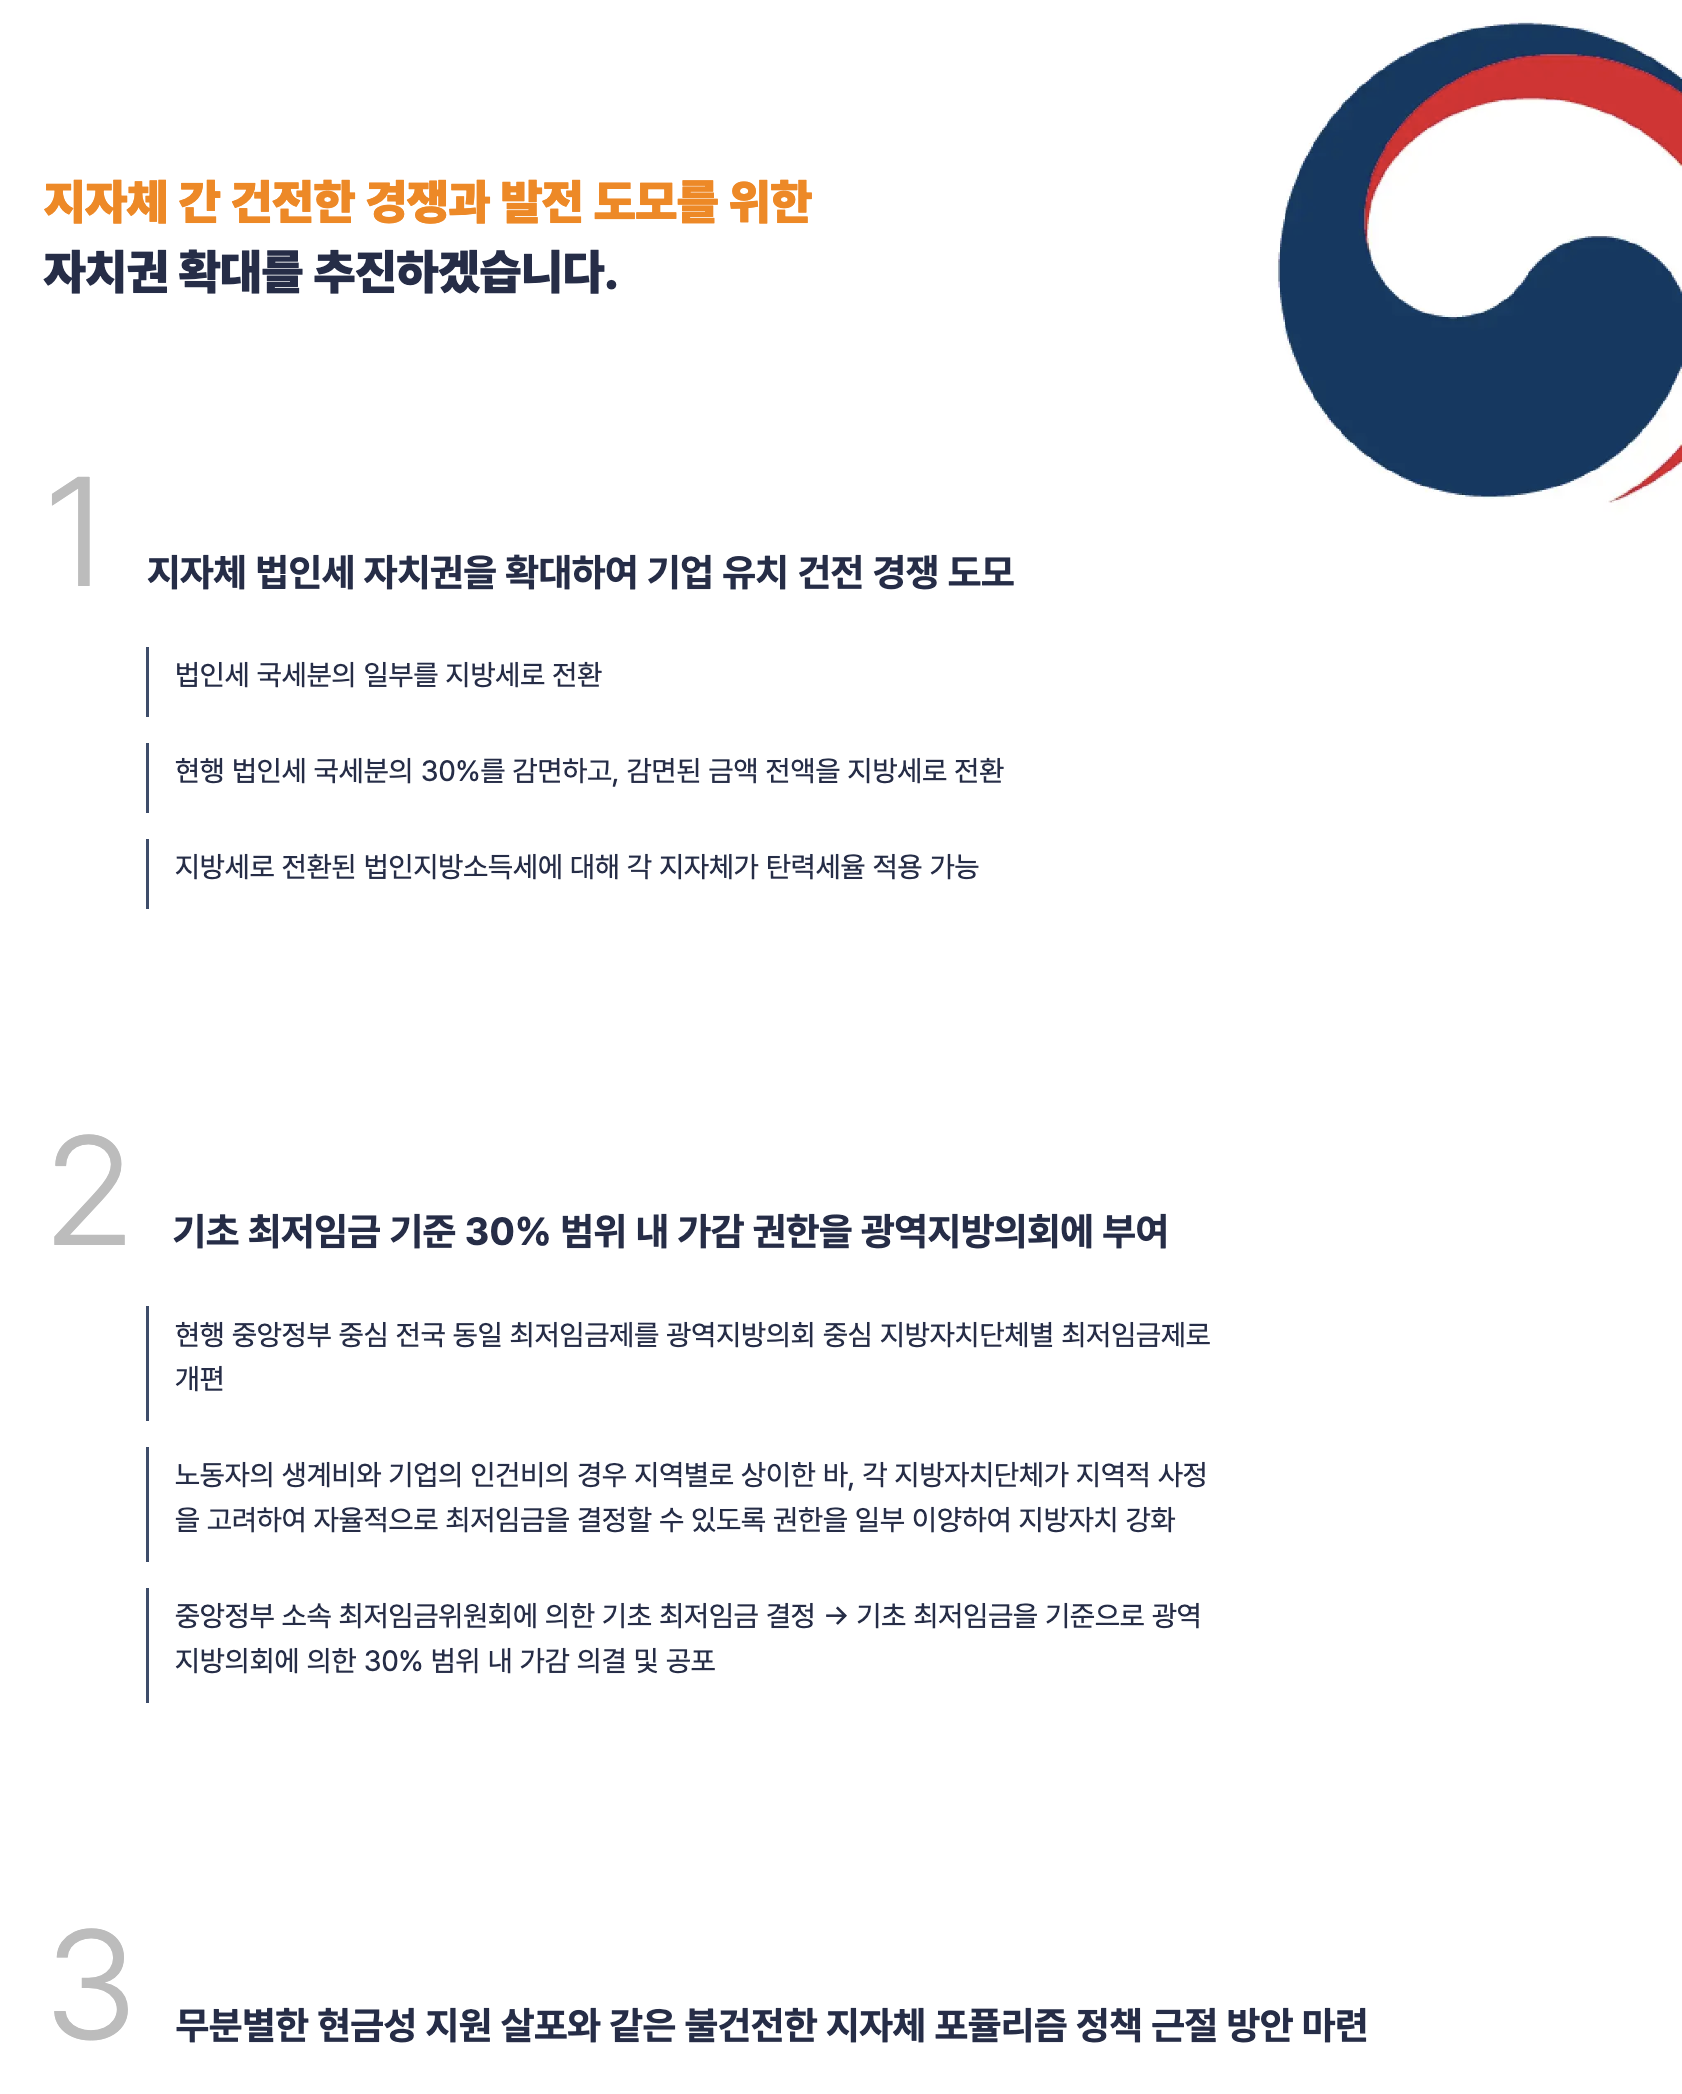 지자체 간 건전한 경쟁과 발전 도모를 위한
자치권 확대를 추진하겠습니다.
1
지자체 법인세 자치권을 확대하여 기업 유치 건전 경쟁 도모
법인세 국세분의 일부를 지방세로 전환
현행 법인세 국세분의 30%를 감면하고, 감면된 금액 전액을 지방세로 전환
지방세로 전환된 법인지방소득세에 대해 각 지자체가 탄력세율 적용 가능
2
기초 최저임금 기준 30% 범위 내 가감 권한을 광역지방의회에 부여
현행 중앙정부 중심 전국 동일 최저임금제를 광역지방의회 중심 지방자치단체별 최저임금제로
개편
노동자의 생계비와 기업의 인건비의 경우 지역별로 상이한 바, 각 지방자치단체가 지역적 사정
을 고려하여 자율적으로 최저임금을 결정할 수 있도록 권한을 일부 이양하여 지방자치 강화
중앙정부 소속 최저임금위원회에 의한 기초 최저임금 결정 → 기초 최저임금을 기준으로 광역
지방의회에 의한 30% 범위 내 가감 의결 및 공포
3
무분별한 현금성 지원 살포와 같은 불건전한 지자체 포퓰리즘 정책 근절 방안 마련